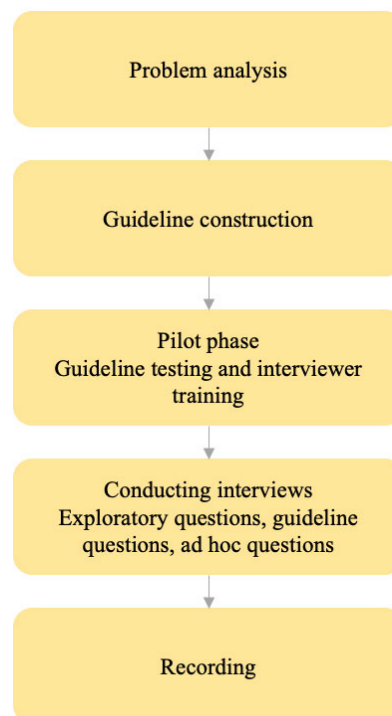 Problem analysis
Guideline construction
Pilot phase
Guideline testing and interviewer
training
Conducting interviews
Exploratory questions, guideline
questions, ad hoc questions
Recording